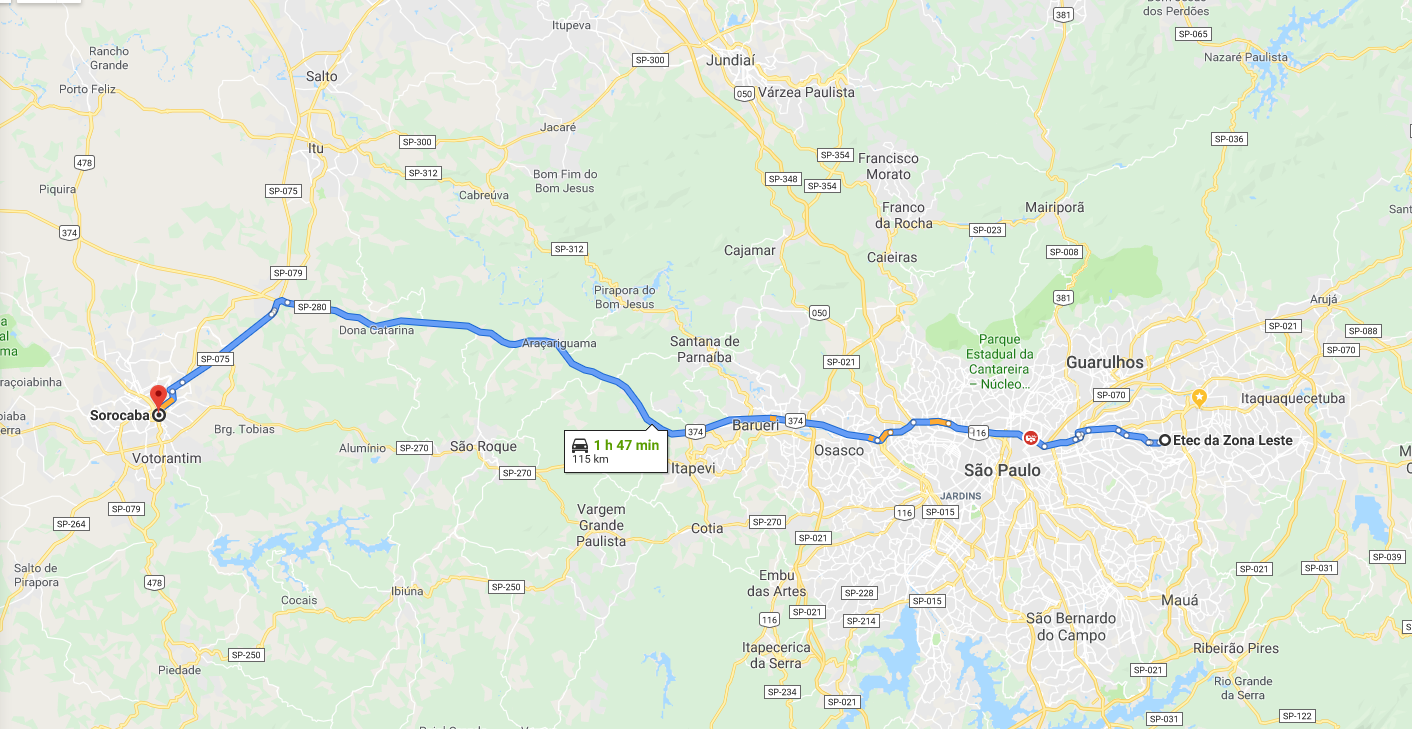 381
dos Perdões
SP-065
Itupeva
Rancho
Grande
Jundiaí
SP-300
Nazaré Paulista
Salto
Porto Feliz
050
Várzea Paulista
SP-036
Itu
SP-300
Jacaré
SP-354
Francisco
Morato
478
SP-312
Bom Fim do
Bom Jesus
SP-348
SP-354
Piquira
SP-075
Cabreúva
Franco
da Rocha
Mairiporã
Sant
374
SP-023
SP-312
Cajamar
Caieiras
SP-008
SP-079
Pirapora do
Bom Jesus
381
Arujá
SP-280
050
Dona Catarina
SP-021
SP-088
a
al
ma
Araçariguama
Santana de
Parnaíba
Parque
Estadual da
Cantareira
– Núcleo...
SP-070
SP-075
SP-021
Guarulhos
raçoiabinha
SP-070
Itaquaquecetuba
Sorocaba
oiaba
erra
374
Barueri
374
116
Brg. Tobias
Etec da Zona Leste
1 h 47 min
115 km
Alumínio
SP-270
São Roque
Osasco
Votorantim
SP-270
Itapevi
São Paulo
M
C
JARDINS
SP-079
Vargem
Grande
Paulista
116
SP-015
SP-264
Cotia
SP-270
SP-021
SP-039
Salto de
Pirapora
478
Embu
das Artes
SP-021
SP-031
Ibiúna
SP-250
SP-228
Cocais
SP-015
Mauá
116
SP-021
SP-214
São Bernardo
do Campo
S
SP-250
Itapecerica
da Serra
Ribeirão Pires
Piedade
SP-021
Rio Grande
da Serra
SP-234
SP-021
SP-031
SP-122